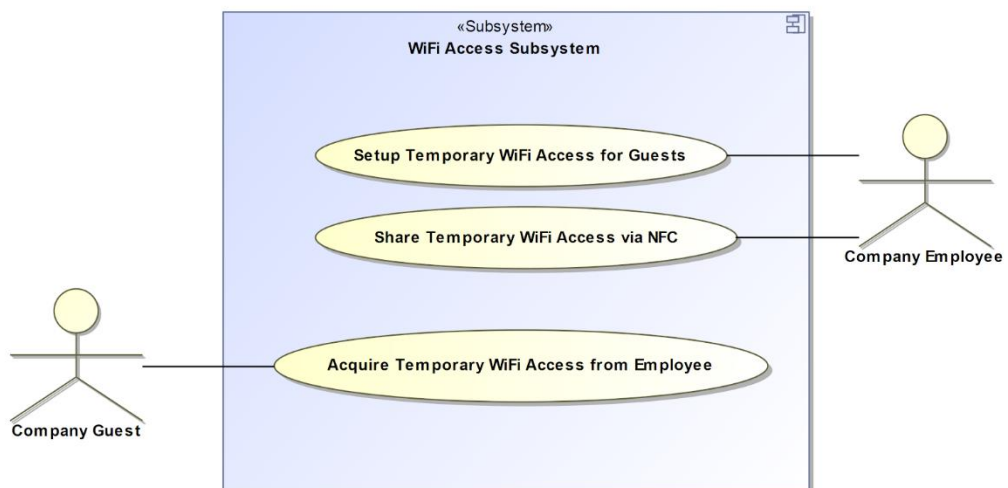 «Subsystem»
WiFi Access Subsystem
Setup Temporary WiFi Access for Guests
Share Temporary WiFi Access via NFC
Company Employee
Acquire Temporary WiFi Access from Employee
Company Guest